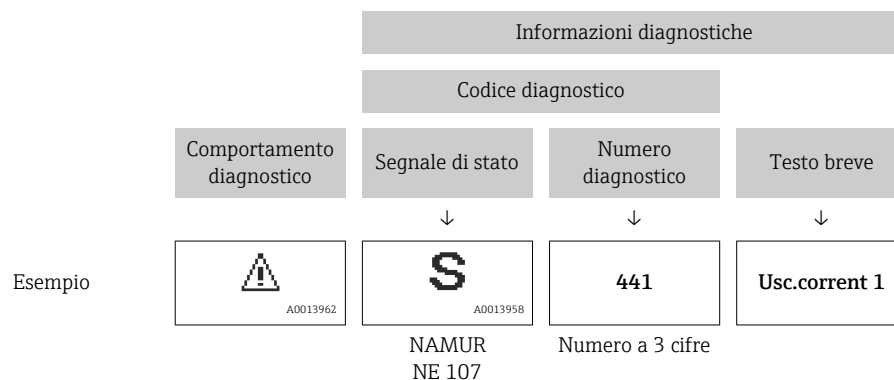 Informazioni diagnostiche
Codice diagnostico
Comportamento
diagnostico
Segnale di stato
Numero
diagnostico
Testo breve
↓ ↓ ↓
Esempio
A0013962
S
A0013958
441
Usc.corrent 1
NAMUR
NE 107
Numero a 3 cifre